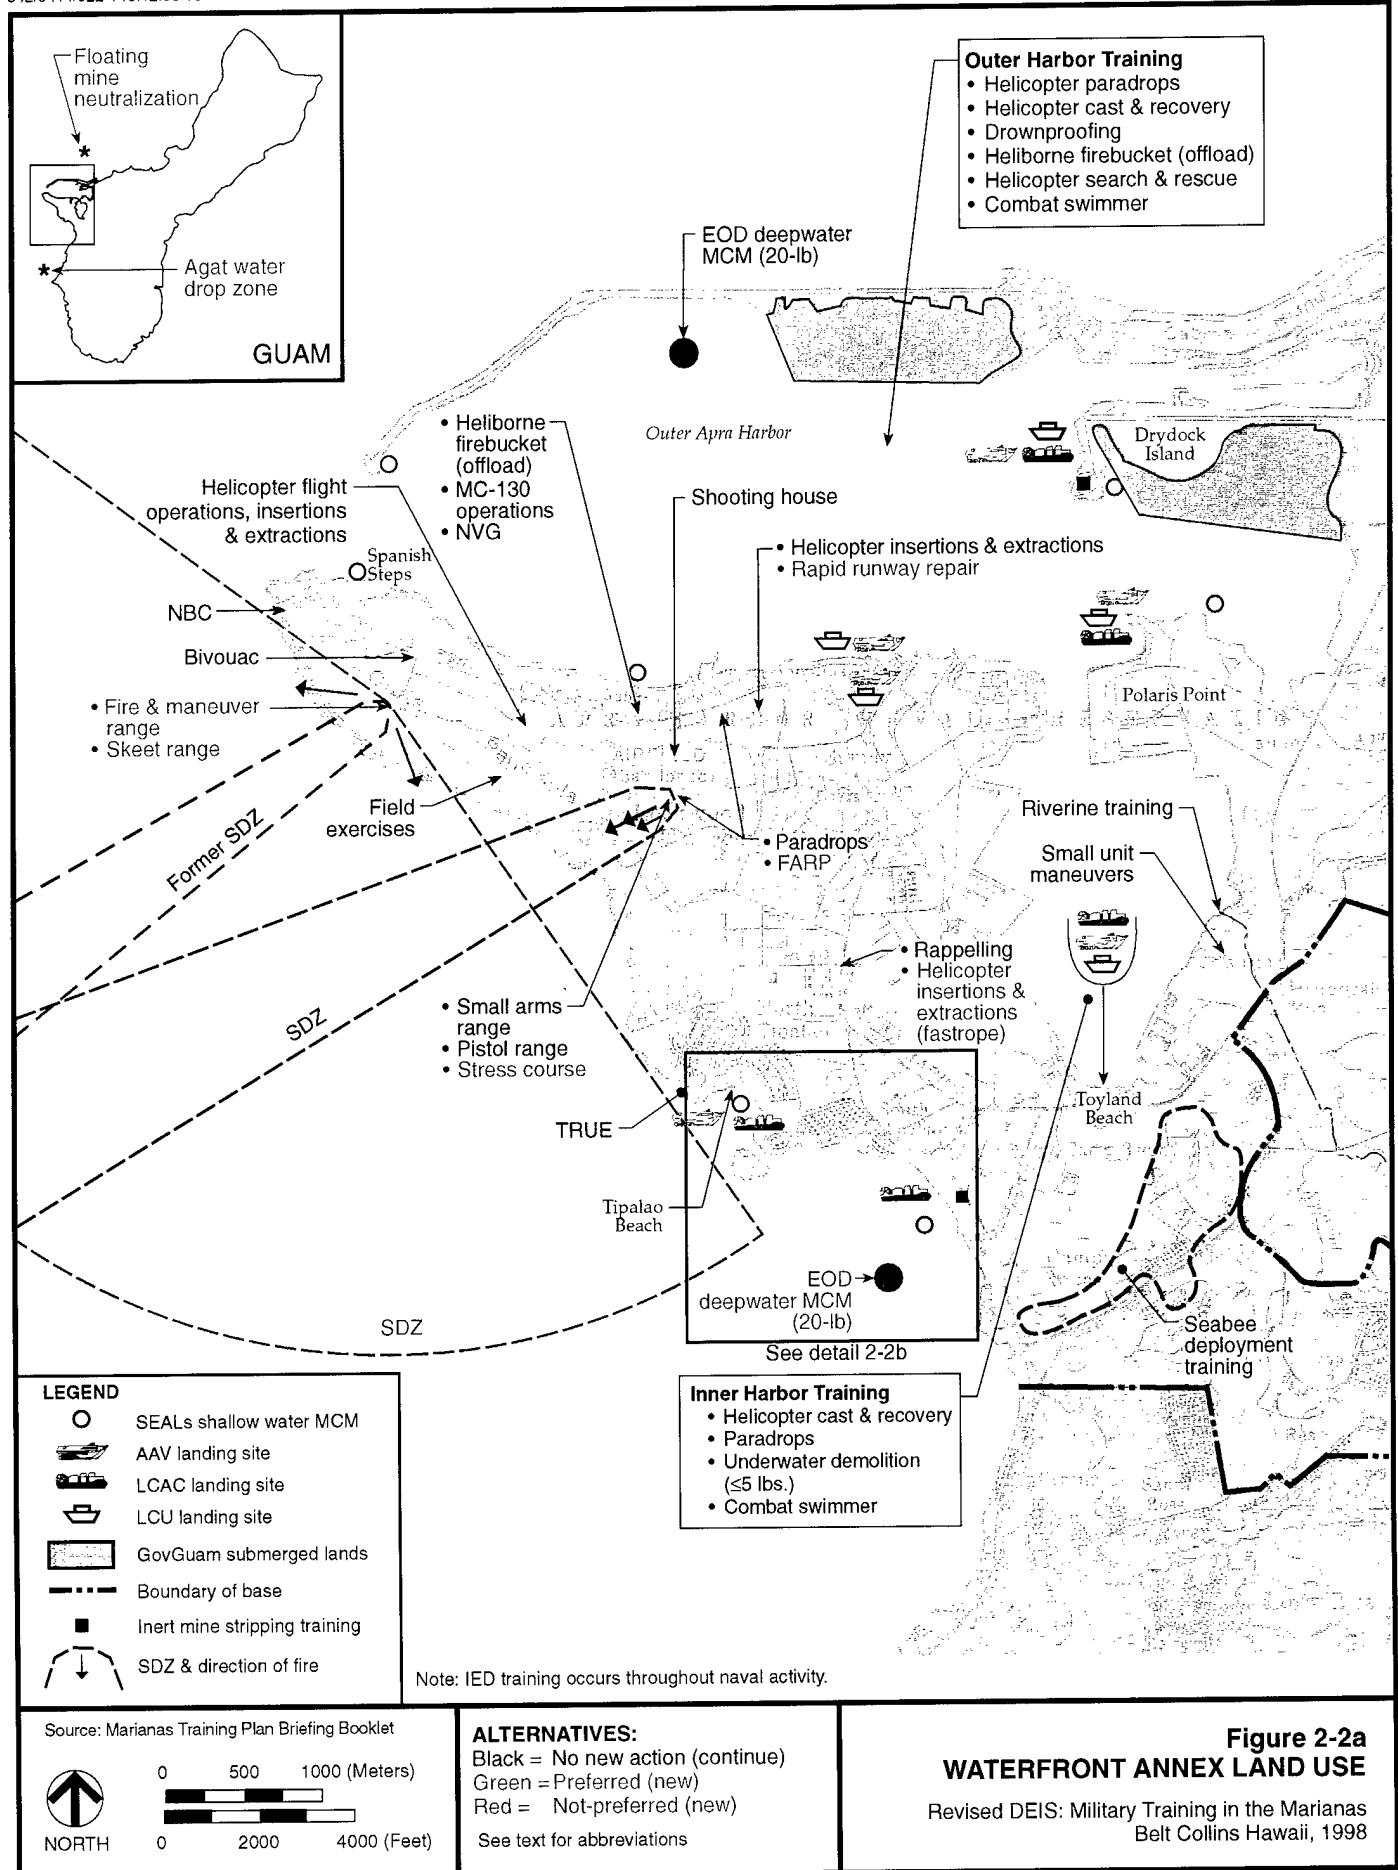 Floating
mine
neutralization
Agat water
drop zone
GUAM
Outer Harbor Training
• Helicopter paradrops
• Helicopter cast & recovery
• Drownproofing
• Heliborne firebucket (offload)
• Helicopter search & rescue
• Combat swimmer
EOD deepwater
MCM (20-lb)
• Heliborne
firebucket
(offload)
• MC-130
operations
• NVG
Outer Apra Harbor
Drydock
Island
Helicopter flight
operations, insertions
& extractions
Shooting house
• Helicopter insertions & extractions
• Rapid runway repair
Spanish
Steps
NBC
Bivouac
• Fire & maneuver
range
• Skeet range
Polaris Point
Field
exercises
Former SDZ
• Paradrops
• FARP
Riverine training
Small unit
maneuvers
• Rappelling
• Helicopter
insertions &
extractions
(fastrope)
SDZ
• Small arms
range
• Pistol range
• Stress course
TRUE
Toyland
Beach
Tipalao
Beach
EOD
deepwater MCM
(20-lb)
See detail 2-2b
SDZ
Seabee
deployment
training
Inner Harbor Training
• Helicopter cast & recovery
• Paradrops
• Underwater demolition
(≤5 lbs.)
• Combat swimmer
LEGEND
SEALs shallow water MCM
AAV landing site
LCAC landing site
LCU landing site
GovGuam submerged lands
Boundary of base
Inert mine stripping training
SDZ & direction of fire
Note: IED training occurs throughout naval activity.
Source: Marianas Training Plan Briefing Booklet
0 500 1000 (Meters)
0 2000 4000 (Feet)
NORTH
ALTERNATIVES:
Black = No new action (continue)
Green = Preferred (new)
Red = Not-preferred (new)
See text for abbreviations
Figure 2-2a
WATERFRONT ANNEX LAND USE
Revised DEIS: Military Training in the Marianas
Belt Collins Hawaii, 1998